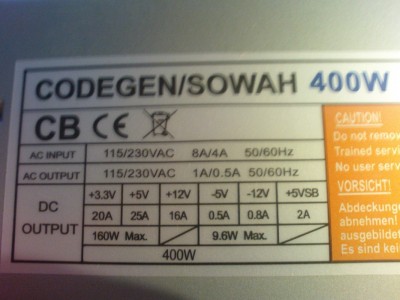 CODEGEN/SOWAH 400W
CB CE
AC INPUT 115/230VAC 8A/4A 50/60Hz
AC OUTPUT 115/230VAC 1A/0.5A 50/60Hz
DC OUTPUT
+3.3V +5V +12V -5V -12V +5VSB
20A 25A 16A 0.5A 0.8A 2A
160W Max. 9.6W Max.
400W
CAUTION!
Do not remove
Trained servi
No user servi
VORSICHT!
Abdeckung
abnehmen!
ausgebildet
Es sind kei